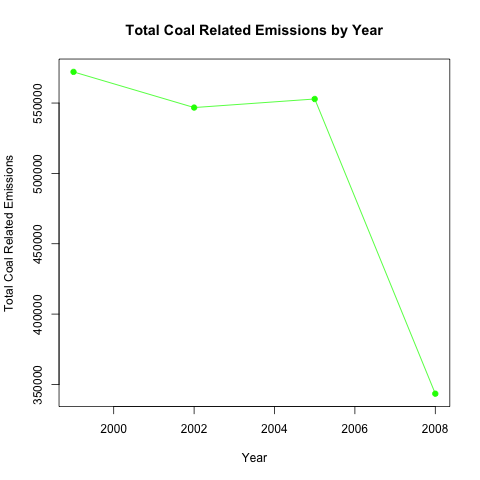 Total Coal Related Emissions by Year
Total Coal Related Emissions
550000
500000
450000
400000
350000
2000 2002 2004 2006 2008
Year